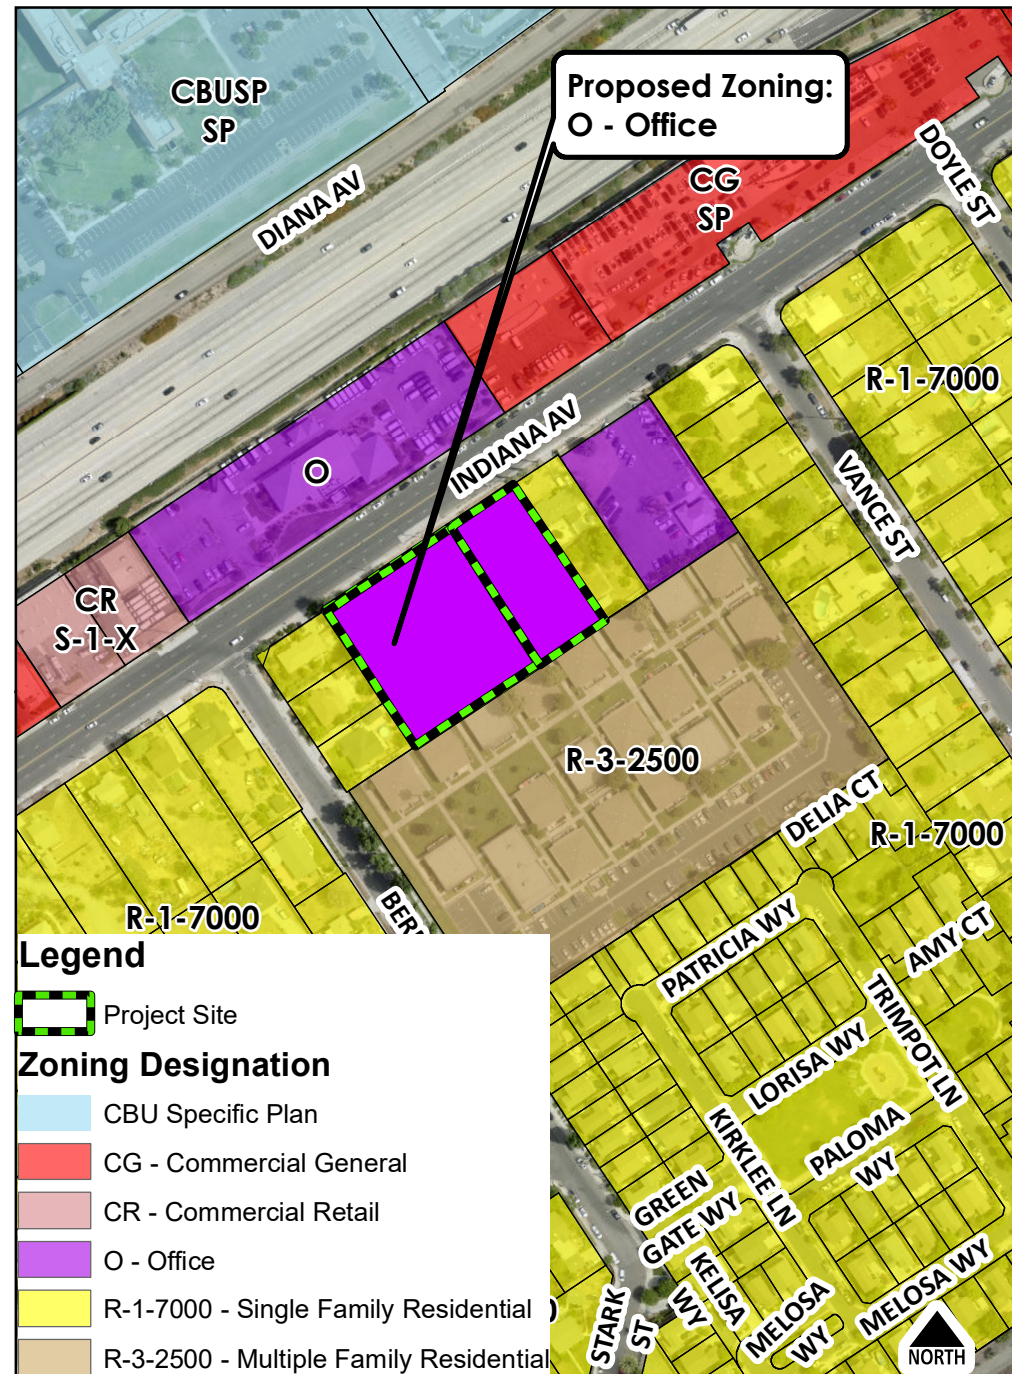 CBUSP
SP
Proposed Zoning:
O - Office
DIANA AV
CG
SP
DOYLE ST
R-1-7000
INDIANA AV
O
VANCE ST
CR
S-1-X
R-3-2500
DELIA CT
R-1-7000
R-1-7000
PATRICIA WY
AMY CT
TRIMPOT LN
LORISA WY
KIRKLEE LN
PALOMA
WY
GREEN
GATE WY
KELISA
WY
MELOSA
WY
MELOSA WY
STARK
ST
NORTH
Legend
Project Site
Zoning Designation
CBU Specific Plan
CG - Commercial General
CR - Commercial Retail
O - Office
R-1-7000 - Single Family Residential
R-3-2500 - Multiple Family Residential